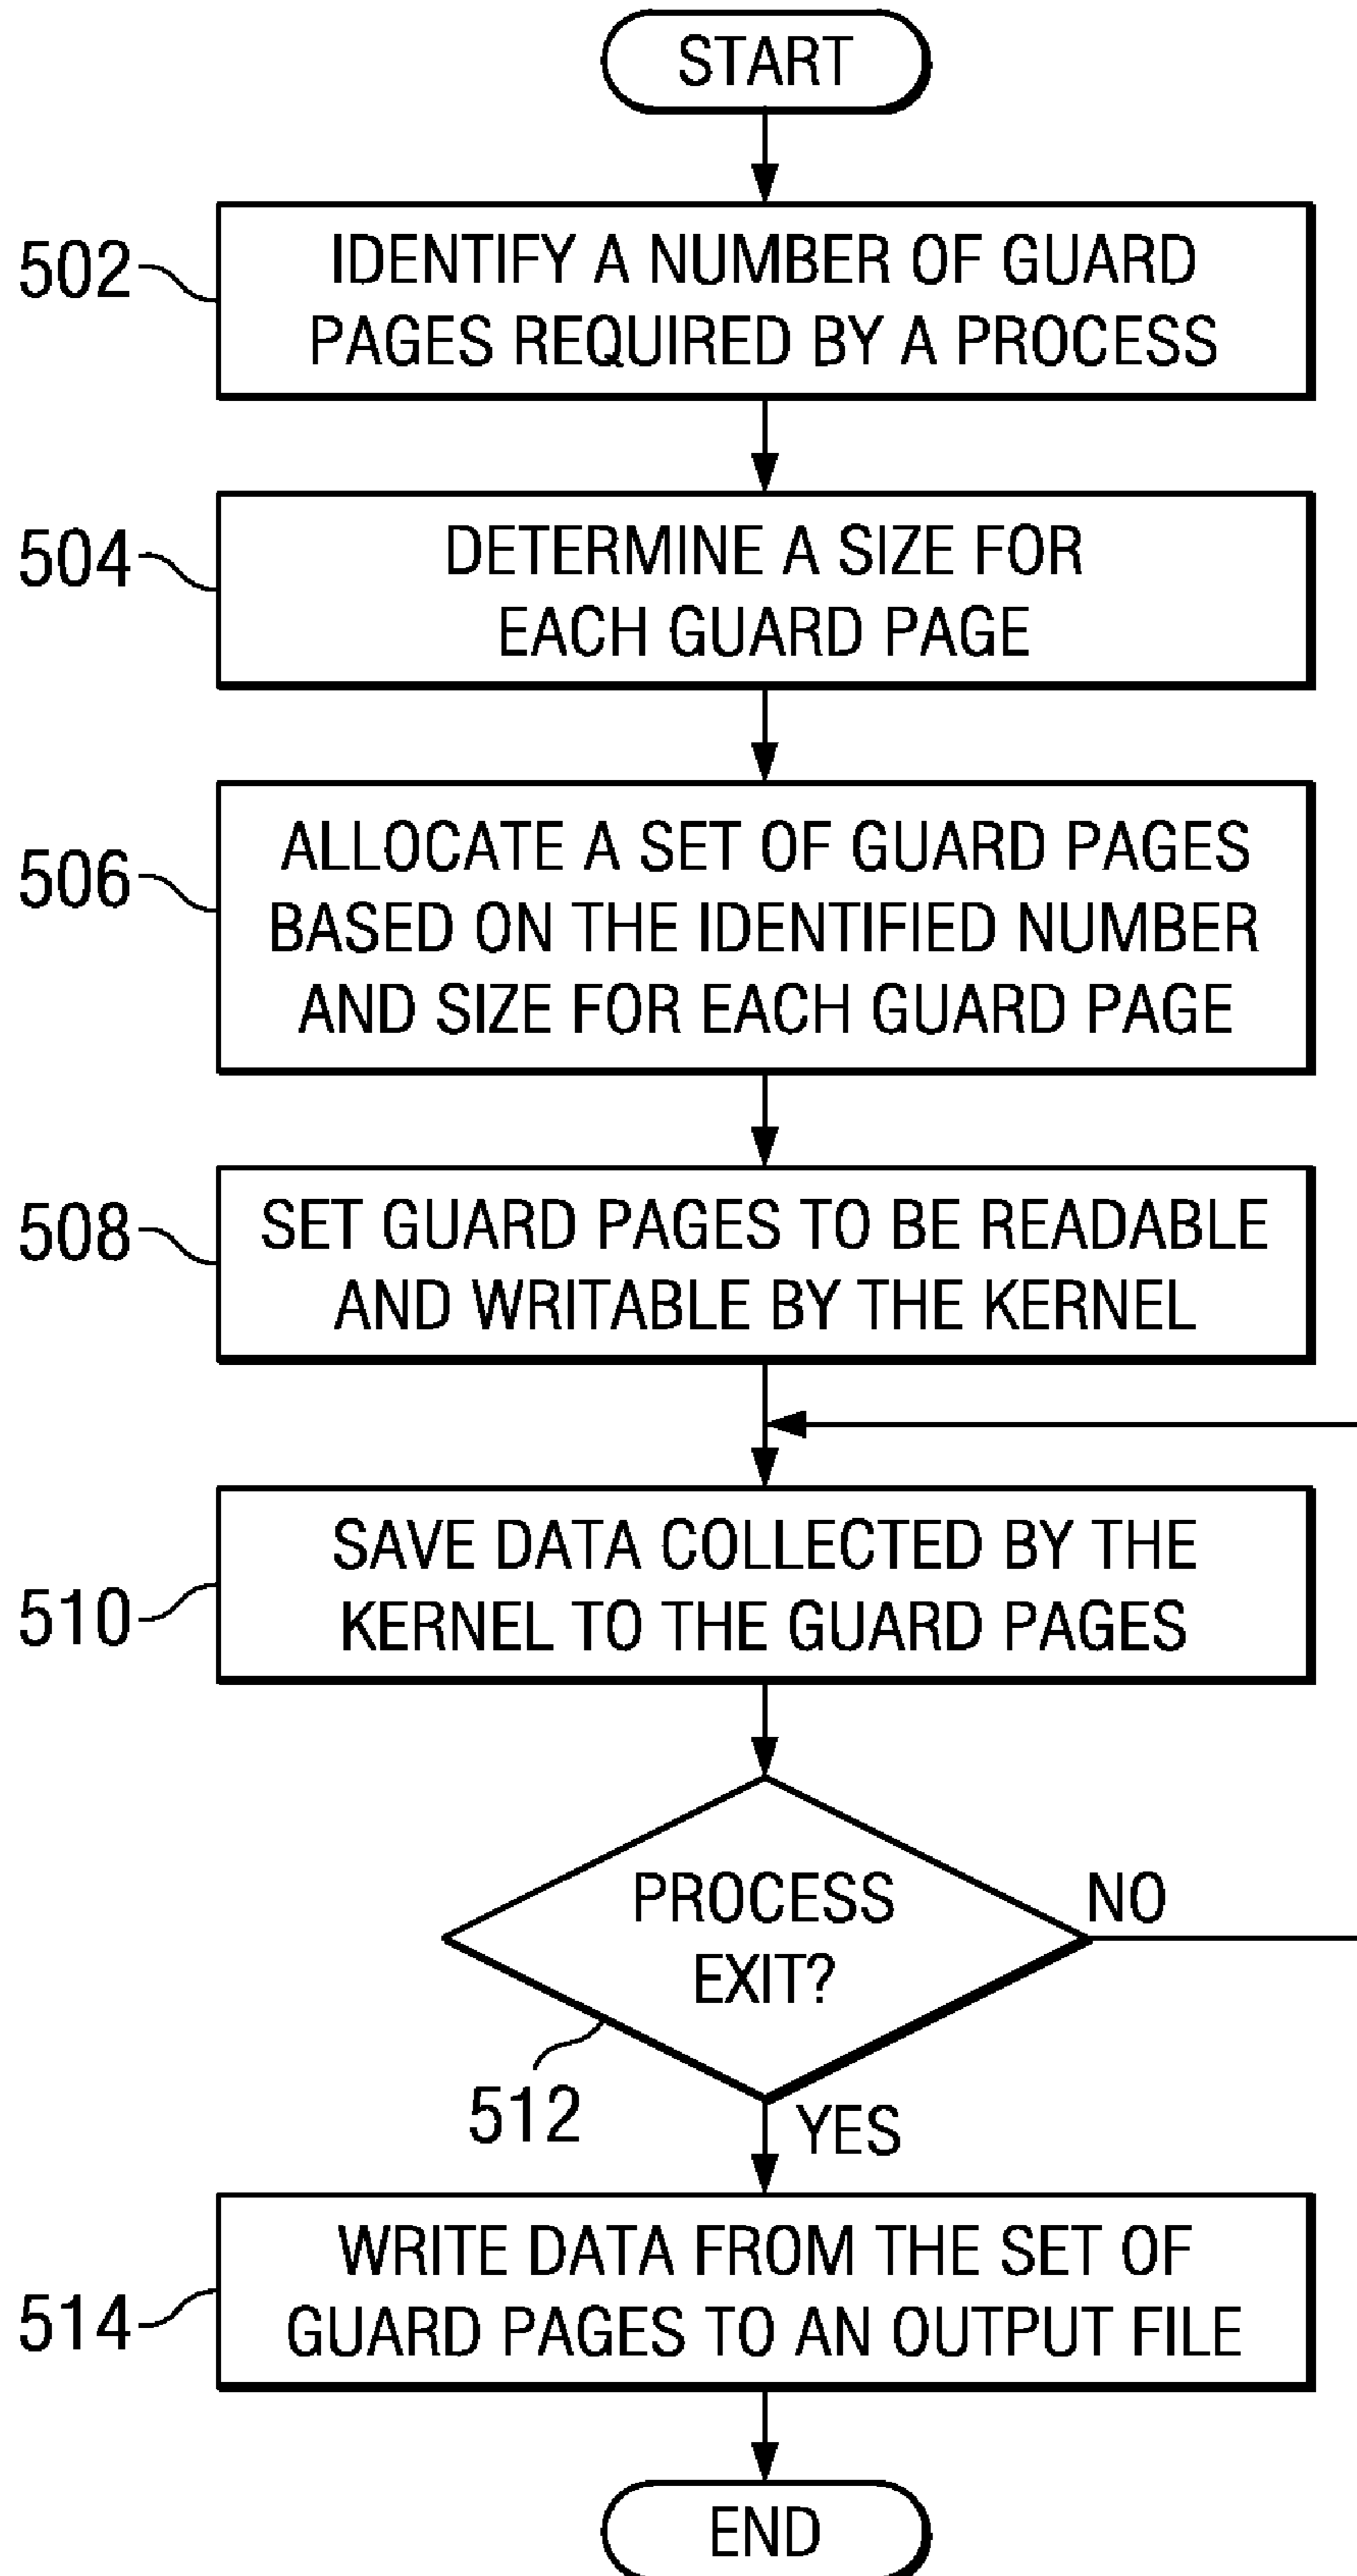 START
502
IDENTIFY A NUMBER OF GUARD
PAGES REQUIRED BY A PROCESS
504
DETERMINE A SIZE FOR
EACH GUARD PAGE
506
ALLOCATE A SET OF GUARD PAGES
BASED ON THE IDENTIFIED NUMBER
AND SIZE FOR EACH GUARD PAGE
508
SET GUARD PAGES TO BE READABLE
AND WRITABLE BY THE KERNEL
510
SAVE DATA COLLECTED BY THE
KERNEL TO THE GUARD PAGES
PROCESS
EXIT?
NO
512
YES
514
WRITE DATA FROM THE SET OF
GUARD PAGES TO AN OUTPUT FILE
END